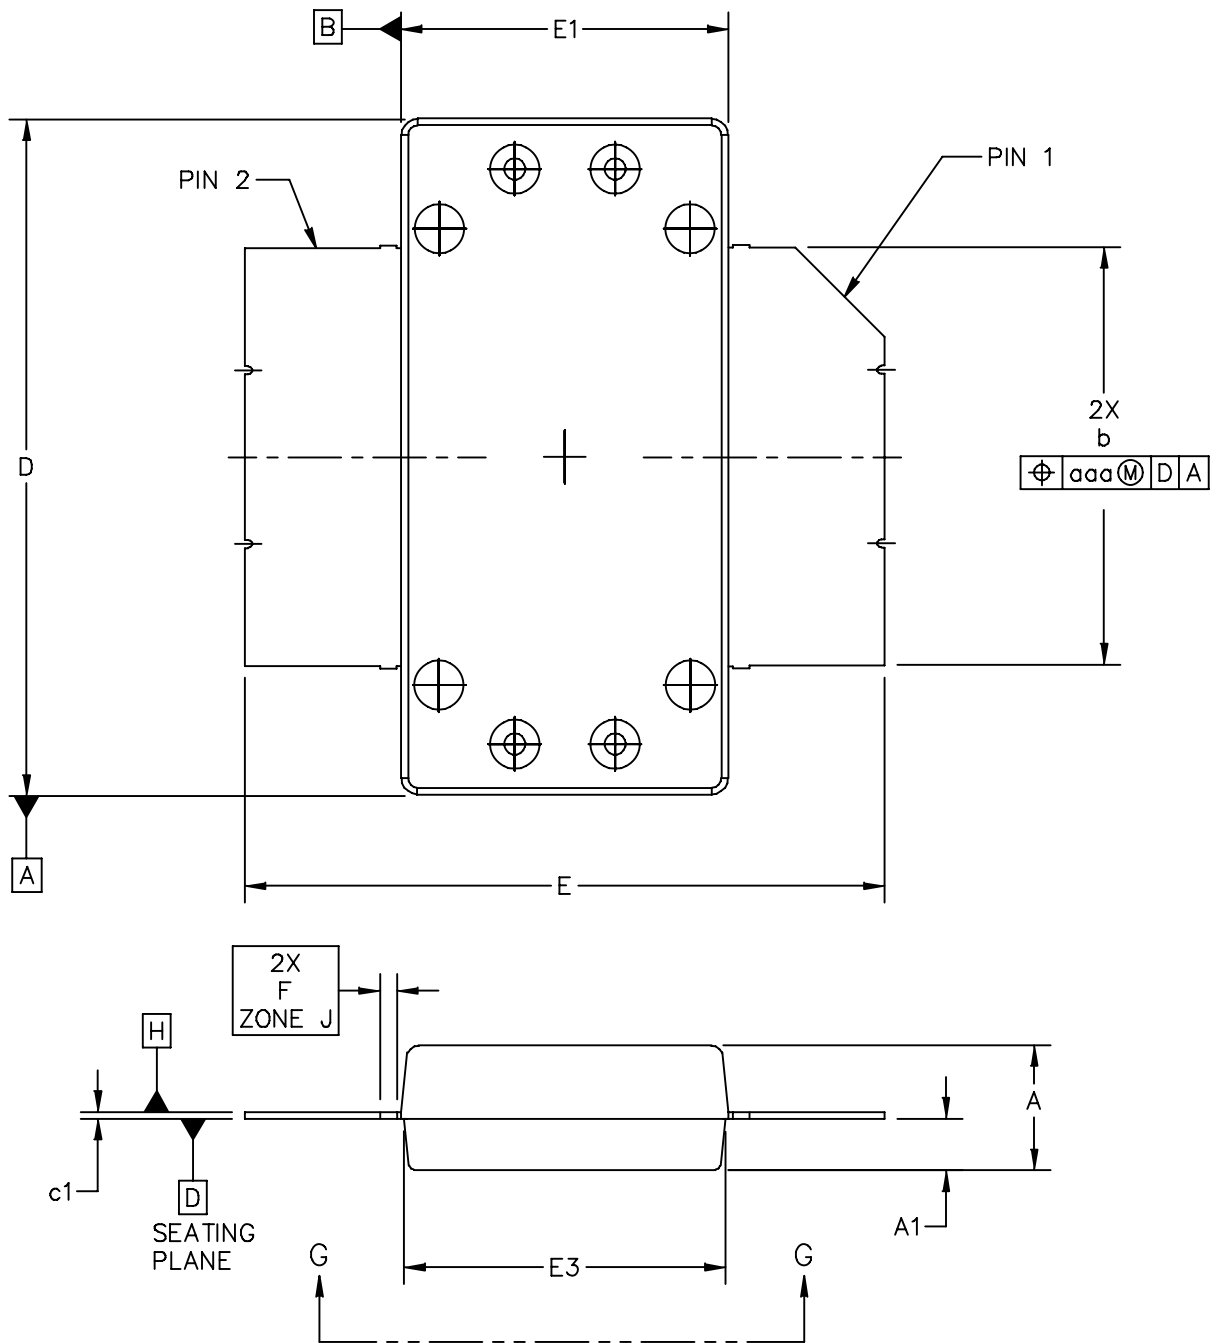 B
E1
PIN 2
PIN 1
D
2X
b
⌖ aaa Ⓜ D A
A
E
2X
F
ZONE J
H
A
c1
D
SEATING
PLANE
A1
G
E3
G